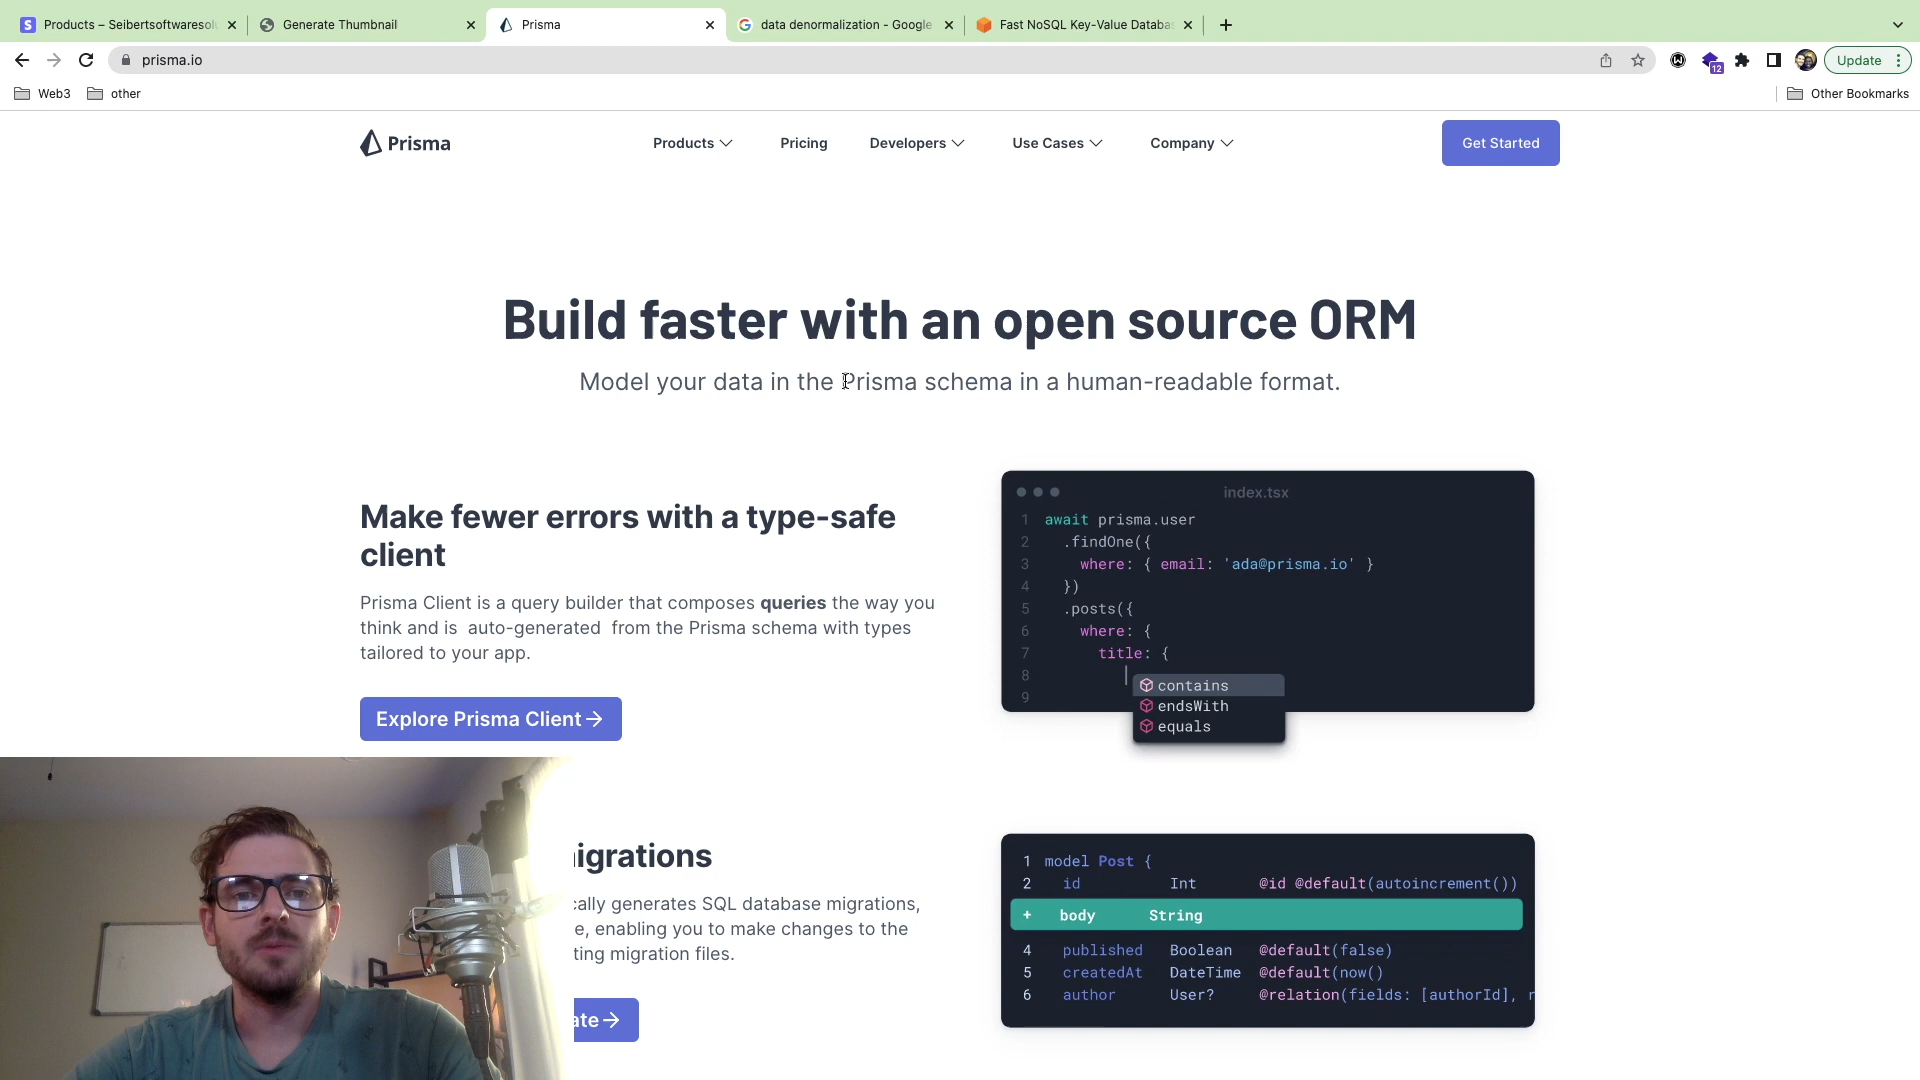 Products – Seibertsoftwaresolu
Generate Thumbnail
Prisma
data denormalization - Google
Fast NoSQL Key-Value Databas
prisma.io
12
Update
Web3
other
Other Bookmarks
Prisma
Products
Pricing
Developers
Use Cases
Company
Get Started
Build faster with an open source ORM
Model your data in the Prisma schema in a human-readable format.
Make fewer errors with a type-safe
client
Prisma Client is a query builder that composes queries the way you
think and is auto-generated from the Prisma schema with types
tailored to your app.
Explore Prisma Client →
index.tsx
1 await prisma.user
2 .findOne({
3 where: { email: 'ada@prisma.io' }
4 })
5 .posts({
6 where: {
7 title: {
8
9
contains
endsWith
equals
igrations
cally generates SQL database migrations,
e, enabling you to make changes to the
ting migration files.
ate →
1 model Post {
2 id Int @id @default(autoincrement())
+ body String
4 published Boolean @default(false)
5 createdAt DateTime @default(now()
6 author User? @relation(fields: [authorId], r